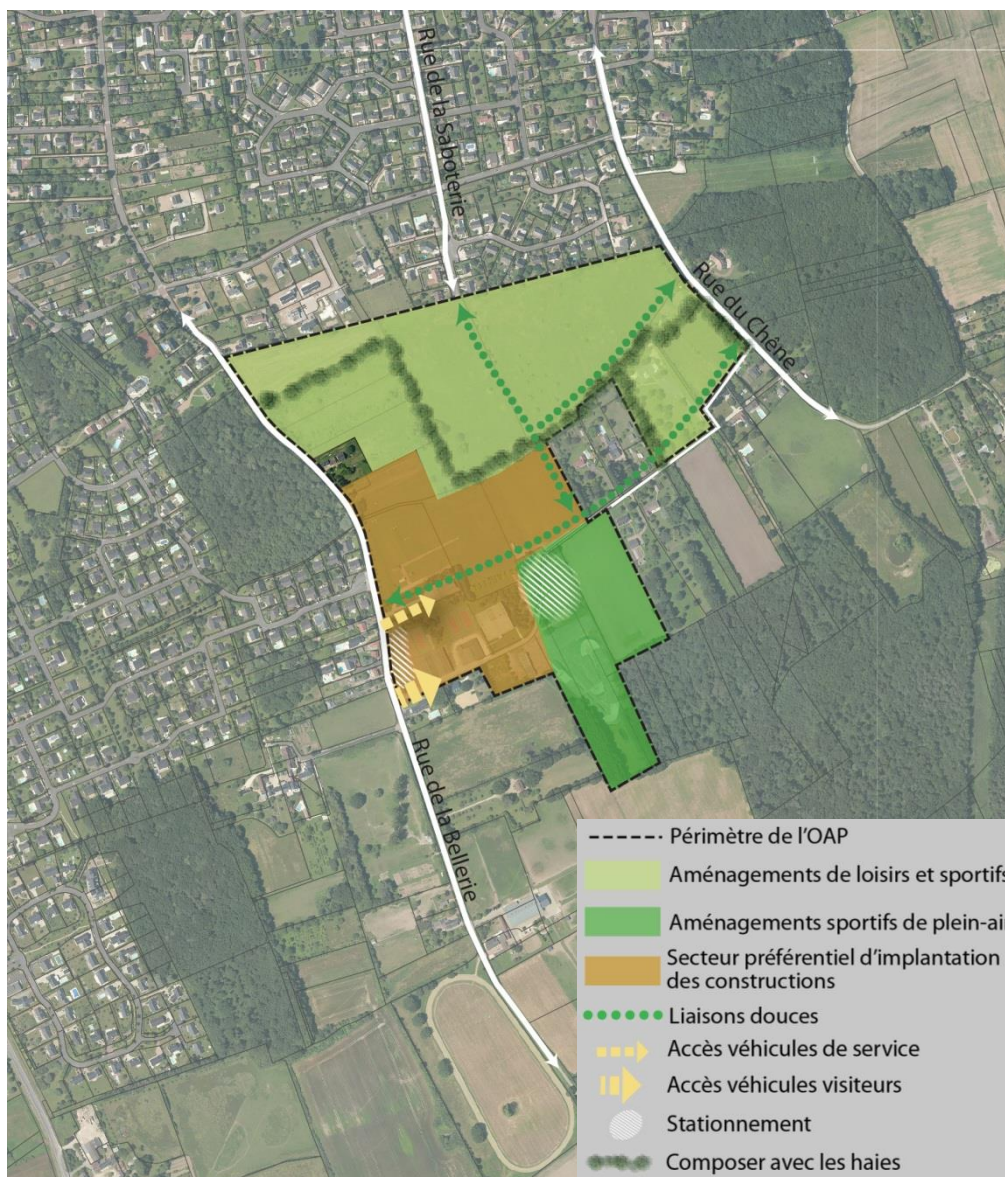 Rue de la Saboterie
Rue du Chêne
Rue de la Bellerie
Périmètre de l'OAP
Aménagements de loisirs et sportifs
Aménagements sportifs de plein-ai
Secteur préférentiel d'implantation
des constructions
Liaisons douces
Accès véhicules de service
Accès véhicules visiteurs
Stationnement
Composer avec les haies